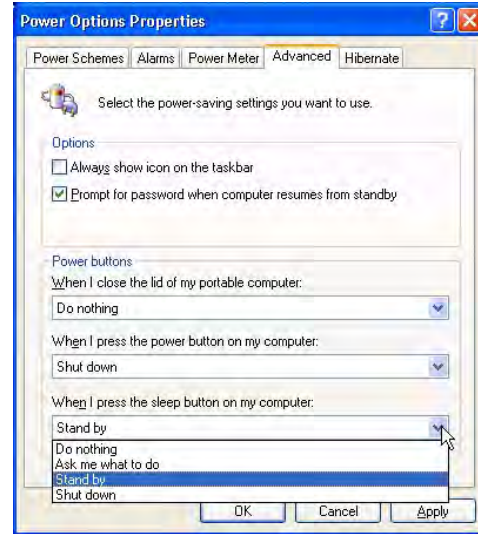 Power Options Properties
Power Schemes Alarms Power Meter Advanced Hibernate
Select the power-saving settings you want to use.
Options
Always show icon on the taskbar
Prompt for password when computer resumes from standby
Power buttons
When I close the lid of my portable computer:
Do nothing
When I press the power button on my computer:
Shut down
When I press the sleep button on my computer:
Stand by
Do nothing
Ask me what to do
Stand by
Shut down
OK Cancel Apply